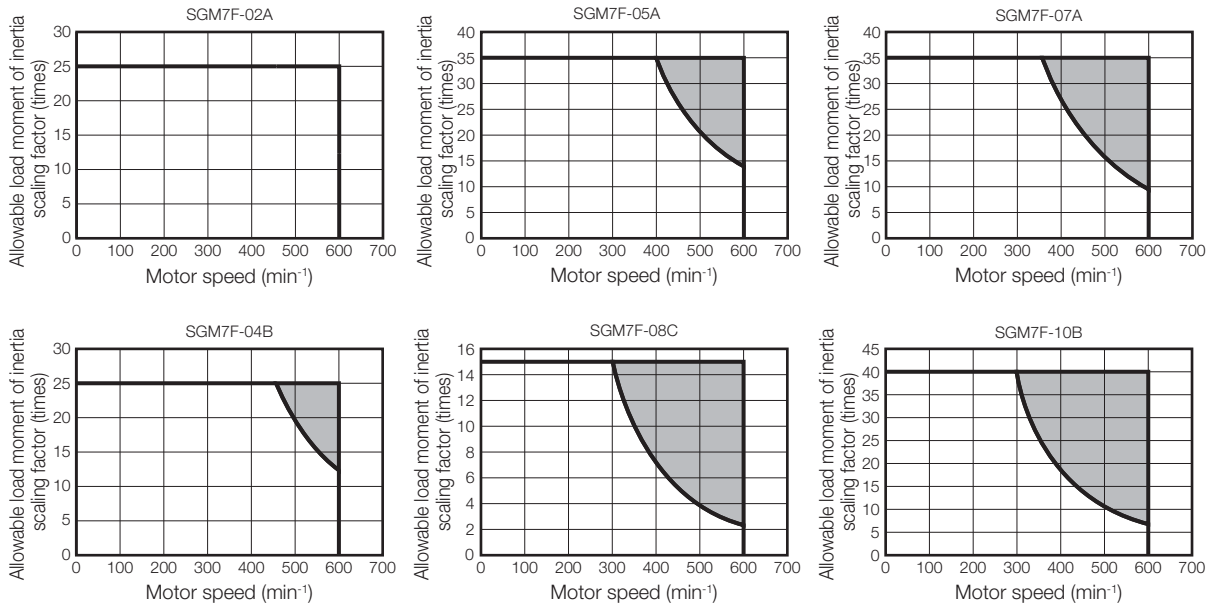 SGM7F-02A
Allowable load moment of inertia
scaling factor (times)
30
25
20
15
10
5
0
0 100 200 300 400 500 600 700
Motor speed (min⁻¹)
SGM7F-05A
Allowable load moment of inertia
scaling factor (times)
40
35
30
25
20
15
10
5
0
0 100 200 300 400 500 600 700
Motor speed (min⁻¹)
SGM7F-07A
Allowable load moment of inertia
scaling factor (times)
40
35
30
25
20
15
10
5
0
0 100 200 300 400 500 600 700
Motor speed (min⁻¹)
SGM7F-04B
Allowable load moment of inertia
scaling factor (times)
30
25
20
15
10
5
0
0 100 200 300 400 500 600 700
Motor speed (min⁻¹)
SGM7F-08C
Allowable load moment of inertia
scaling factor (times)
16
14
12
10
8
6
4
2
0
0 100 200 300 400 500 600 700
Motor speed (min⁻¹)
SGM7F-10B
Allowable load moment of inertia
scaling factor (times)
45
40
35
30
25
20
15
10
5
0
0 100 200 300 400 500 600 700
Motor speed (min⁻¹)